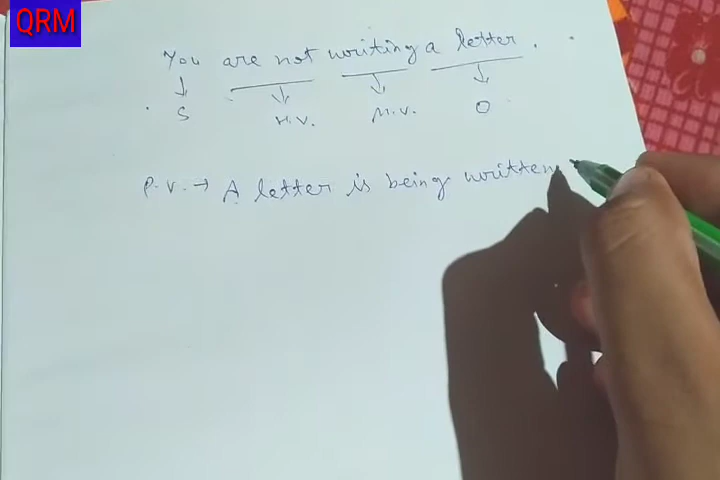 QRM
You are not writing a letter.
S H.V. M.V. O
P.V. → A letter is being written